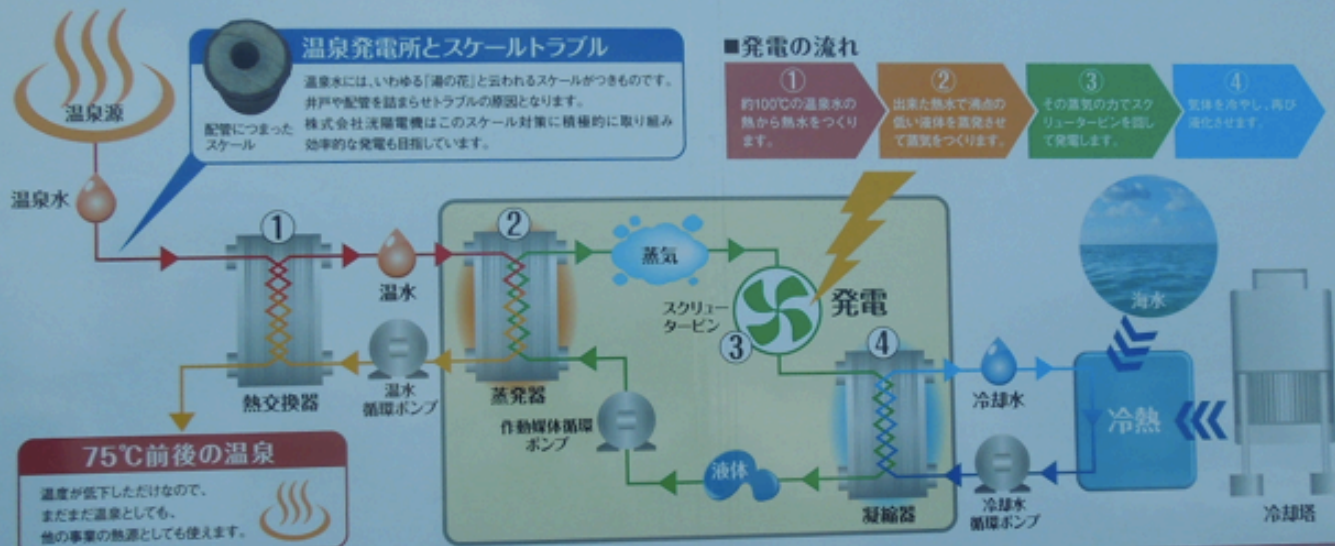 温泉源
温泉水
温泉発電所とスケールトラブル
温泉水には、いわゆる「湯の花」と云われるスケールがつきものです。
井戸や配管を詰まらせトラブルの原因となります。
株式会社洸陽電機はこのスケール対策に積極的に取り組み
効率的な発電も目指しています。
配管につまった
スケール
■発電の流れ
①
約100℃の温泉水の
熱から熱水をつくり
ます。
②
出来た熱水で沸点の
低い液体を蒸発させ
て蒸気をつくります。
③
その蒸気の力でスク
リュータービンを回して
発電します。
④
気体を冷やし、再び
液化させます。
①
熱交換器
温水
温水
循環ポンプ
②
蒸発器
蒸気
スクリュー
タービン
③
発電
作動媒体循環
ポンプ
液体
④
凝縮器
冷却水
冷却水
循環ポンプ
海水
冷熱
冷却塔
75℃前後の温泉
温度が低下しただけなので、
まだまだ温泉としても、
他の事業の熱源としても使えます。